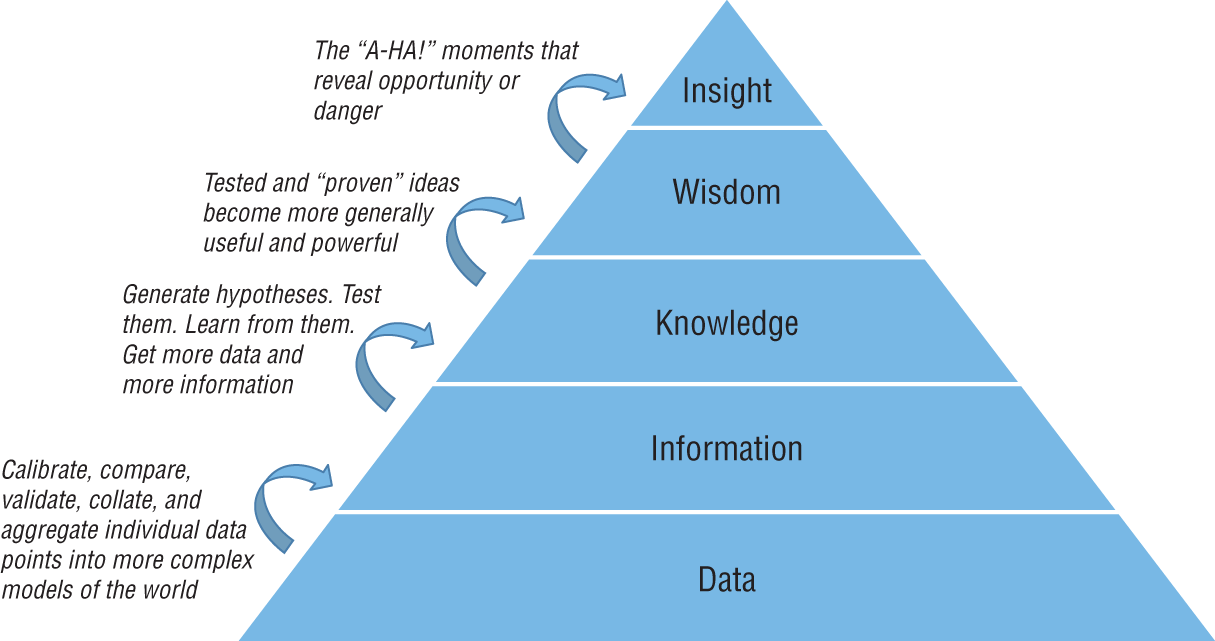 The “A-HA!” moments that
reveal opportunity or
danger
Insight
Tested and “proven” ideas
become more generally
useful and powerful
Wisdom
Generate hypotheses. Test
them. Learn from them.
Get more data and
more information
Knowledge
Calibrate, compare,
validate, collate, and
aggregate individual data
points into more complex
models of the world
Information
Data